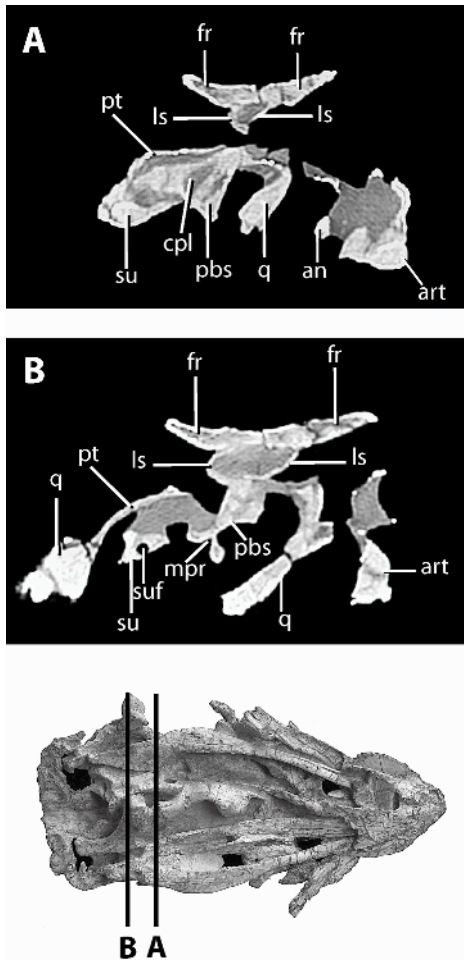 A
fr fr
ls ls
pt
su cpl pbs q an art
B
fr
fr
ls ls
pt
q
pbs
mpr
art
suf
su q
B A